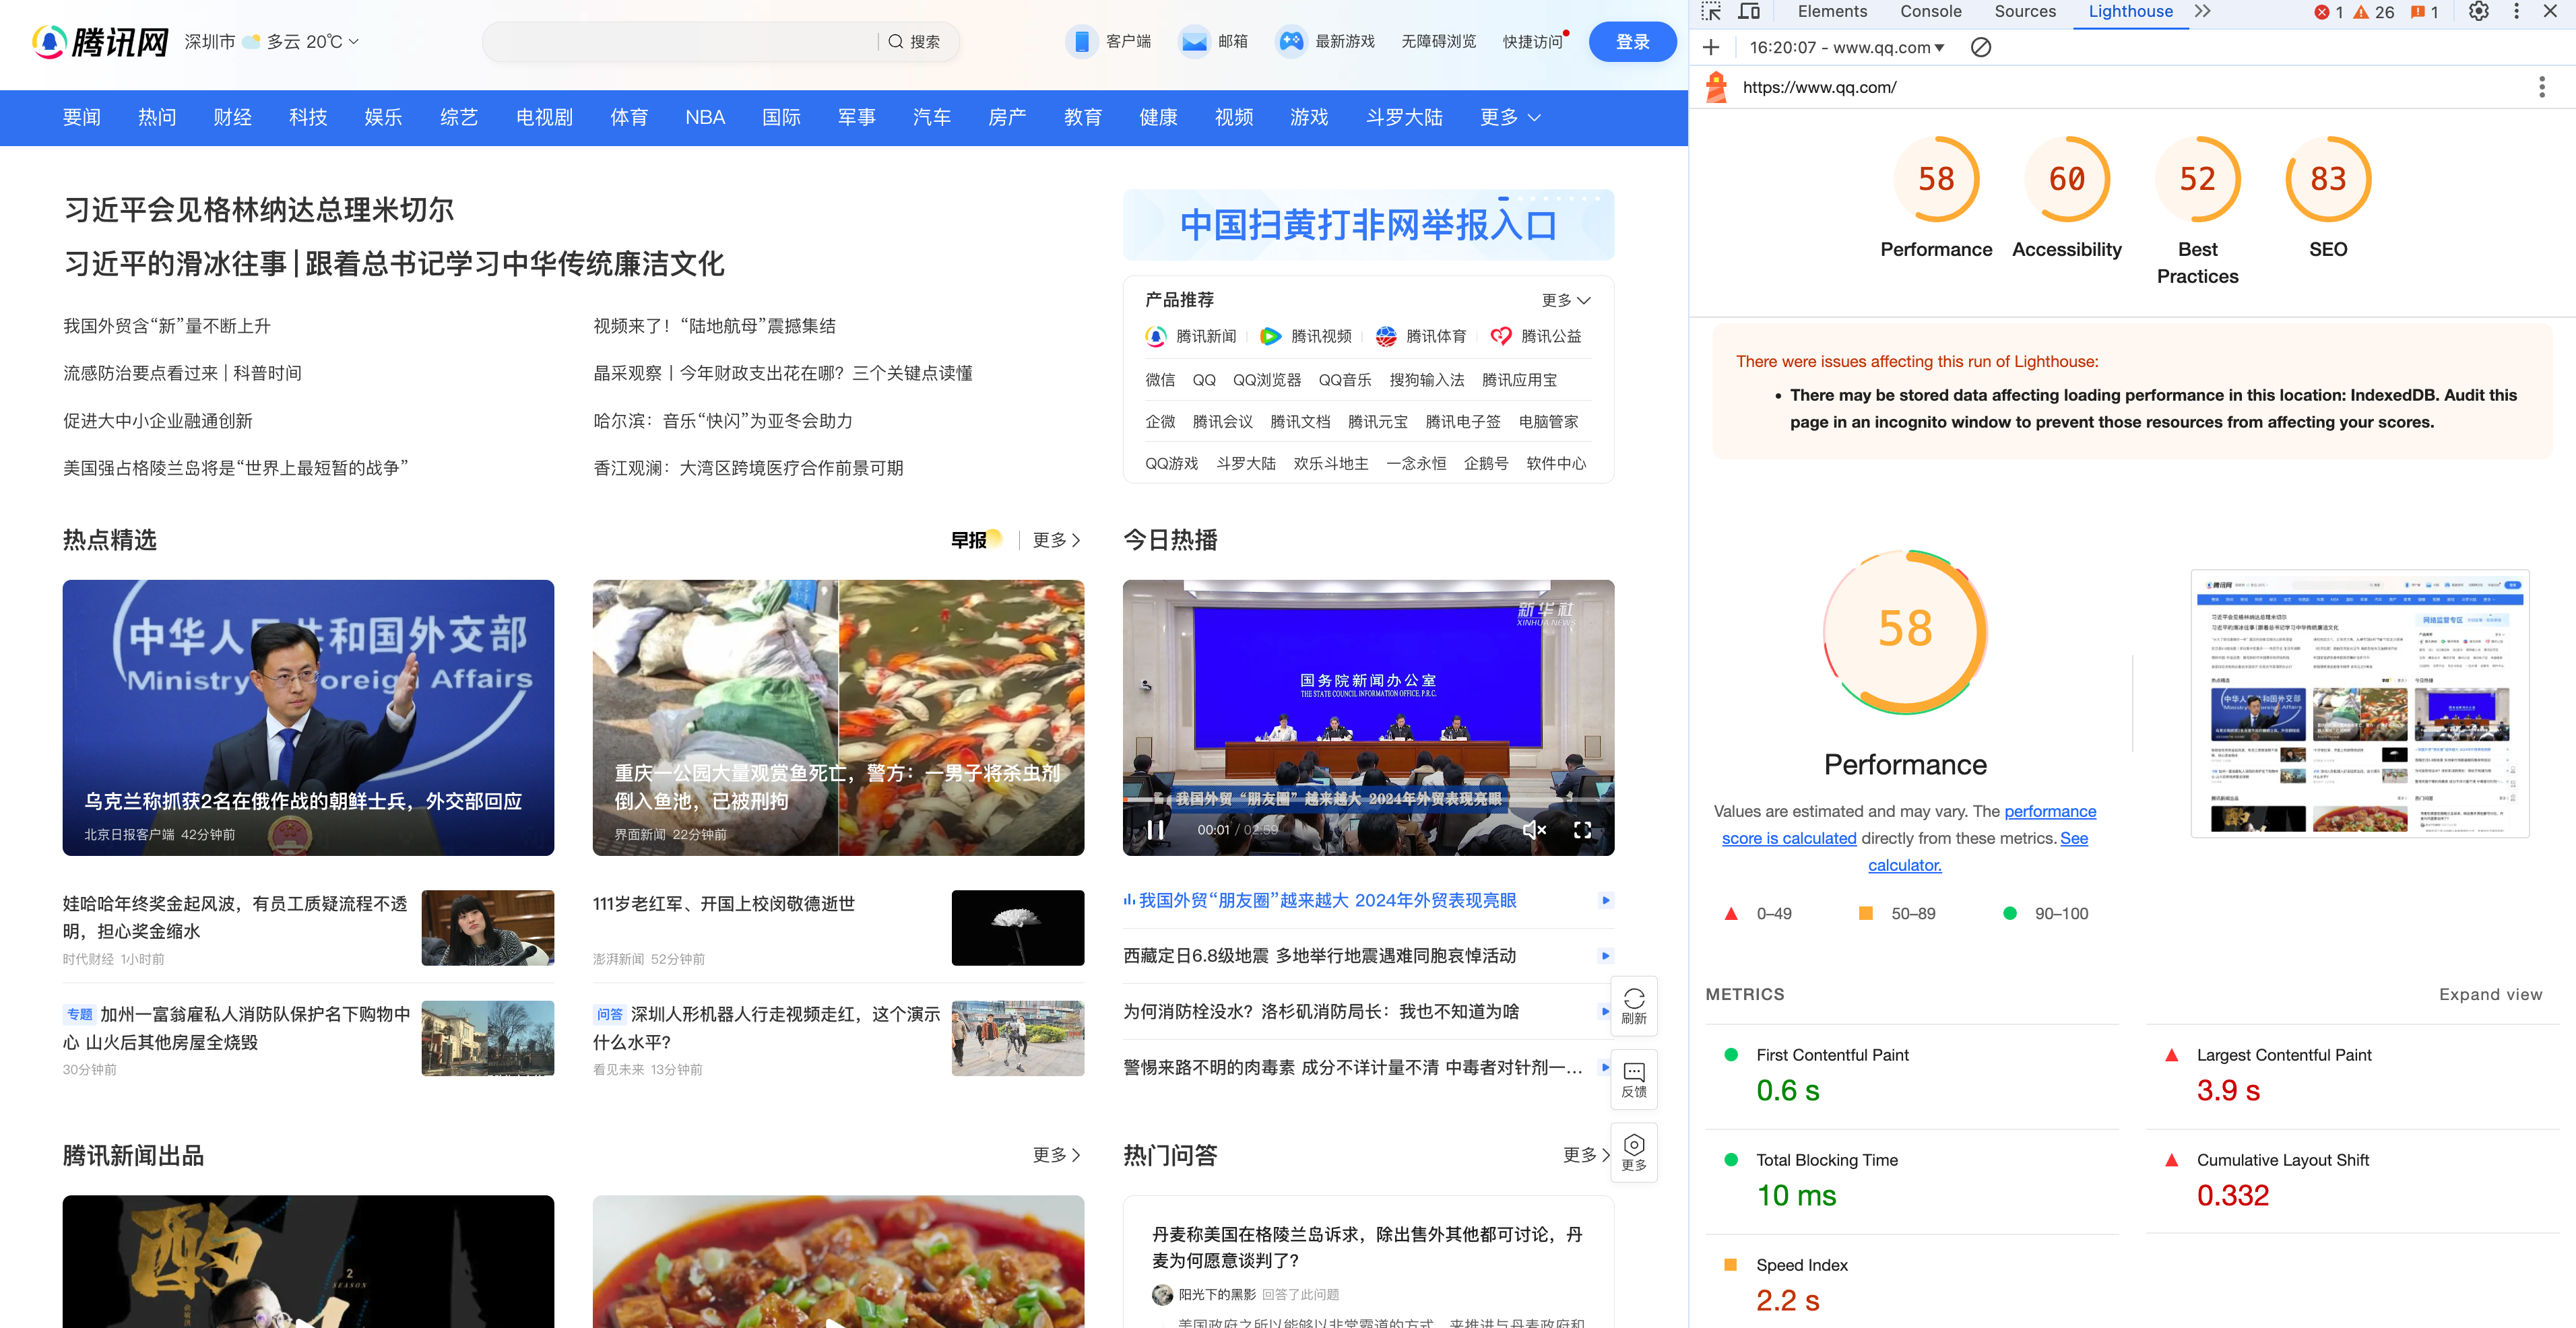 腾讯网 深圳市 多云 20℃
搜索
客户端 邮箱 最新游戏 无障碍浏览 快捷访问 登录
要闻 热问 财经 科技 娱乐 综艺 电视剧 体育 NBA 国际 军事 汽车 房产 教育 健康 视频 游戏 斗罗大陆 更多
习近平会见格林纳达总理米切尔
习近平的滑冰往事|跟着总书记学习中华传统廉洁文化
我国外贸含“新”量不断上升
视频来了！“陆地航母”震撼集结
流感防治要点看过来 | 科普时间
晶采观察丨今年财政支出花在哪？三个关键点读懂
促进大中小企业融通创新
哈尔滨：音乐“快闪”为亚冬会助力
美国强占格陵兰岛将是“世界上最短暂的战争”
香江观澜：大湾区跨境医疗合作前景可期
中国扫黄打非网举报入口
产品推荐 更多
腾讯新闻 腾讯视频 腾讯体育 腾讯公益
微信 QQ QQ浏览器 QQ音乐 搜狗输入法 腾讯应用宝
企微 腾讯会议 腾讯文档 腾讯元宝 腾讯电子签 电脑管家
QQ游戏 斗罗大陆 欢乐斗地主 一念永恒 企鹅号 软件中心
热点精选 早报 更多
中华人民共和国外交部
Ministry Foreign Affairs
乌克兰称抓获2名在俄作战的朝鲜士兵，外交部回应
北京日报客户端 42分钟前
重庆一公园大量观赏鱼死亡，警方：一男子将杀虫剂
倒入鱼池，已被刑拘
界面新闻 22分钟前
娃哈哈年终奖金起风波，有员工质疑流程不透
明，担心奖金缩水
时代财经 1小时前
111岁老红军、开国上校闵敬德逝世
澎湃新闻 52分钟前
专题 加州一富翁雇私人消防队保护名下购物中
心 山火后其他房屋全烧毁
30分钟前
问答 深圳人形机器人行走视频走红，这个演示
什么水平？
看见未来 13分钟前
今日热播
新华社
XINHUA NEWS
国务院新闻办公室
THE STATE COUNCIL INFORMATION OFFICE, P.R.C.
我国外贸“朋友圈”越来越大 2024年外贸表现亮眼
00:01 / 02:59
我国外贸“朋友圈”越来越大 2024年外贸表现亮眼
西藏定日6.8级地震 多地举行地震遇难同胞哀悼活动
为何消防栓没水？洛杉矶消防局长：我也不知道为啥
警惕来路不明的肉毒素 成分不详计量不清 中毒者对针剂一...
刷新
反馈
更多
腾讯新闻出品 更多
2
SEASON
热门问答 更多
丹麦称美国在格陵兰岛诉求，除出售外其他都可讨论，丹
麦为何愿意谈判了？
阳光下的黑影 回答了此问题
美国政府之所以能够以非常霸道的方式，来推进与丹麦政府和
Elements Console Sources Lighthouse 1 26 1
16:20:07 - www.qq.com
https://www.qq.com/
58 60 52 83
Performance Accessibility Best Practices SEO
There were issues affecting this run of Lighthouse:
There may be stored data affecting loading performance in this location: IndexedDB. Audit this
page in an incognito window to prevent those resources from affecting your scores.
58
Performance
Values are estimated and may vary. The performance
score is calculated directly from these metrics. See
calculator.
0–49 50–89 90–100
METRICS Expand view
First Contentful Paint
0.6 s
Largest Contentful Paint
3.9 s
Total Blocking Time
10 ms
Cumulative Layout Shift
0.332
Speed Index
2.2 s